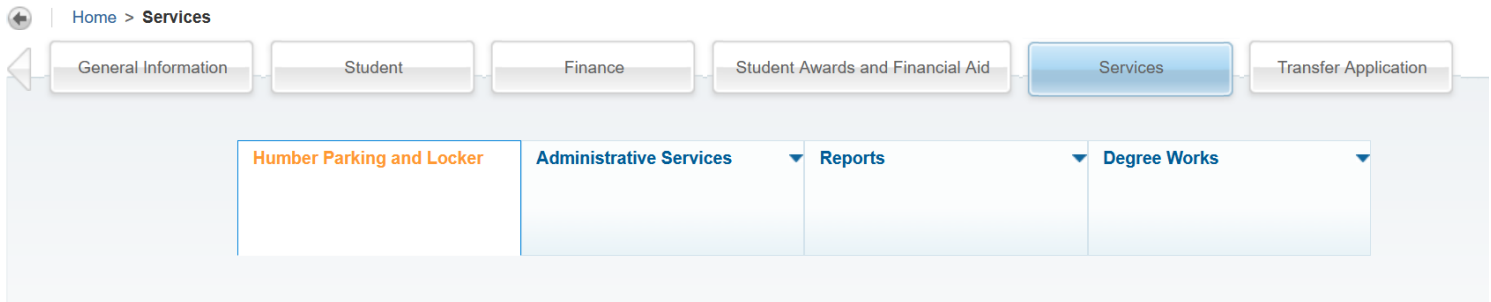 Home > Services
General Information Student Finance Student Awards and Financial Aid Services Transfer Application
Humber Parking and Locker Administrative Services Reports Degree Works